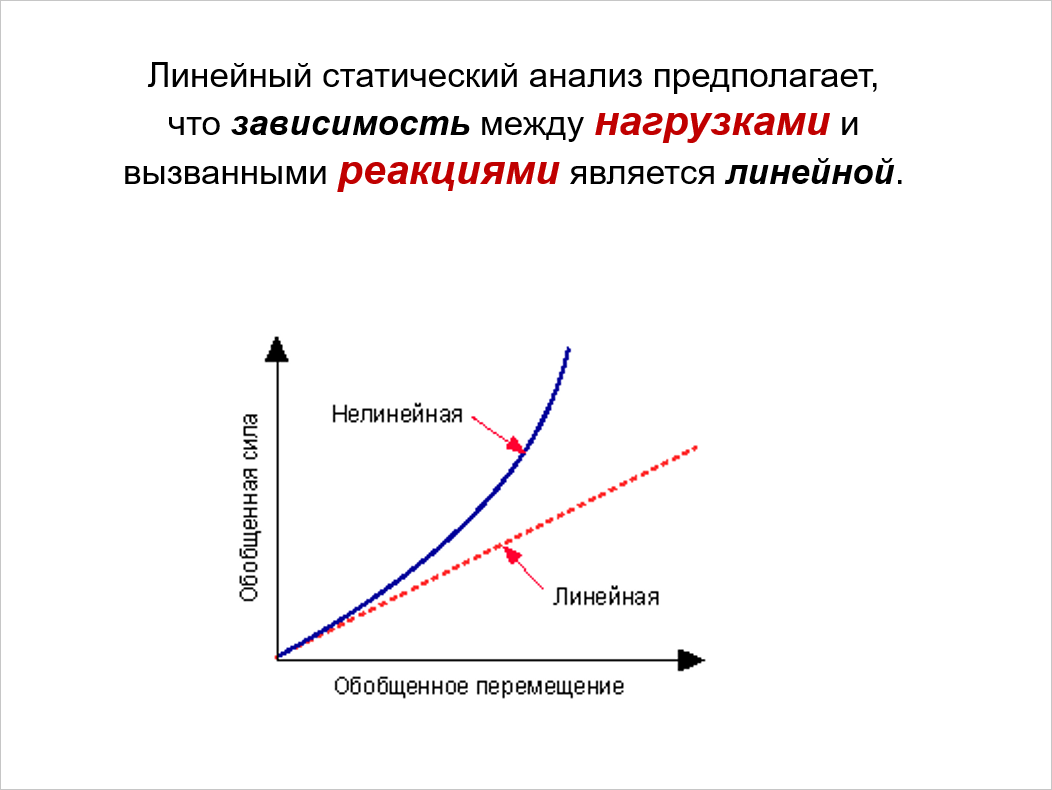 Линейный статический анализ предполагает,
что зависимость между нагрузками и
вызванными реакциями является линейной.
Нелинейная
Обобщенная сила
Линейная
Обобщенное перемещение